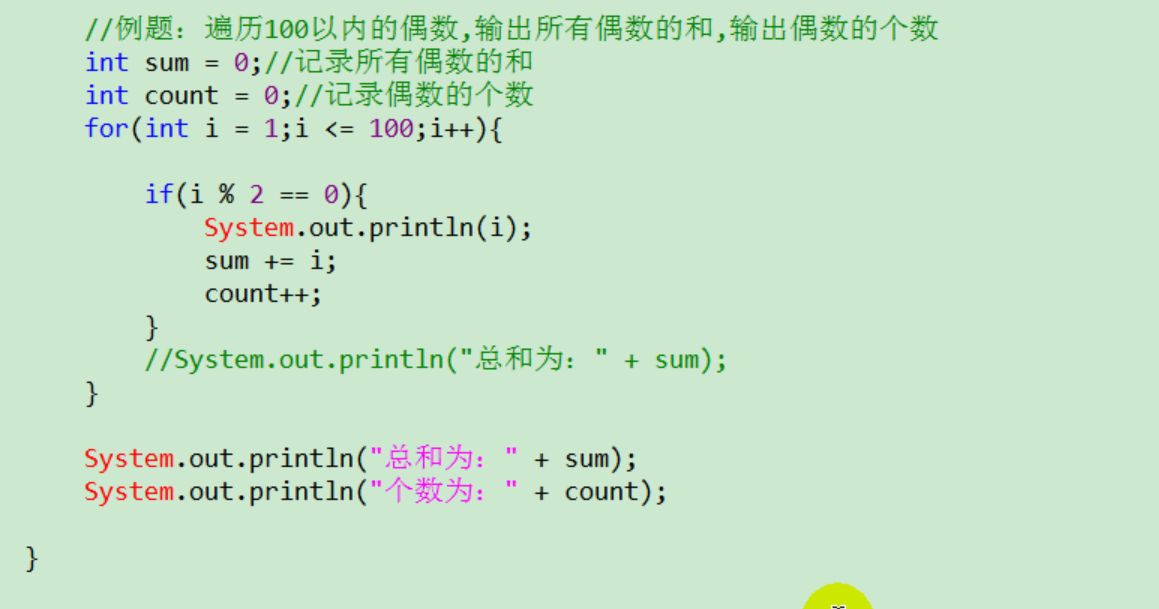 //例题：遍历100以内的偶数,输出所有偶数的和,输出偶数的个数
int sum = 0;//记录所有偶数的和
int count = 0;//记录偶数的个数
for(int i = 1;i <= 100;i++){
if(i % 2 == 0){
System.out.println(i);
sum += i;
count++;
}
//System.out.println("总和为：" + sum);
}
System.out.println("总和为：" + sum);
System.out.println("个数为：" + count);
}